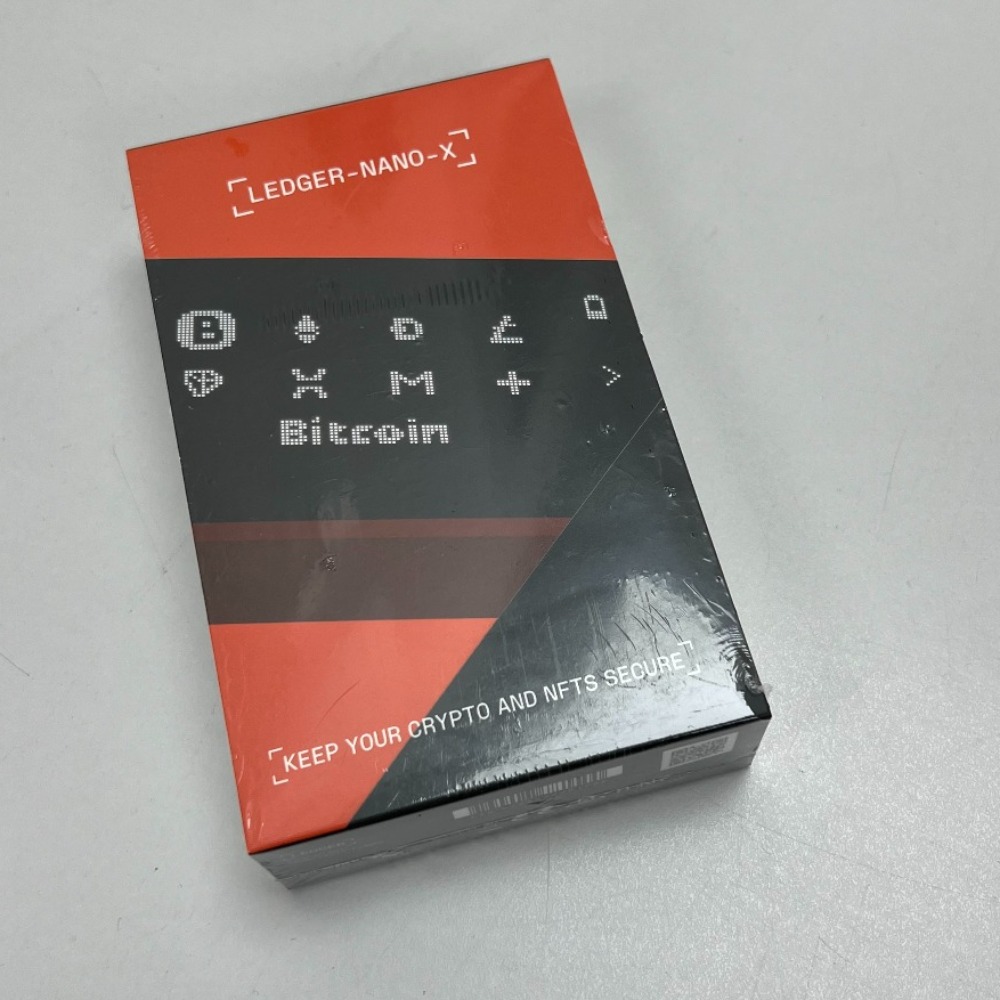 LEDGER-NANO-X
Bitcoin
KEEP YOUR CRYPTO AND NFTS SECURE